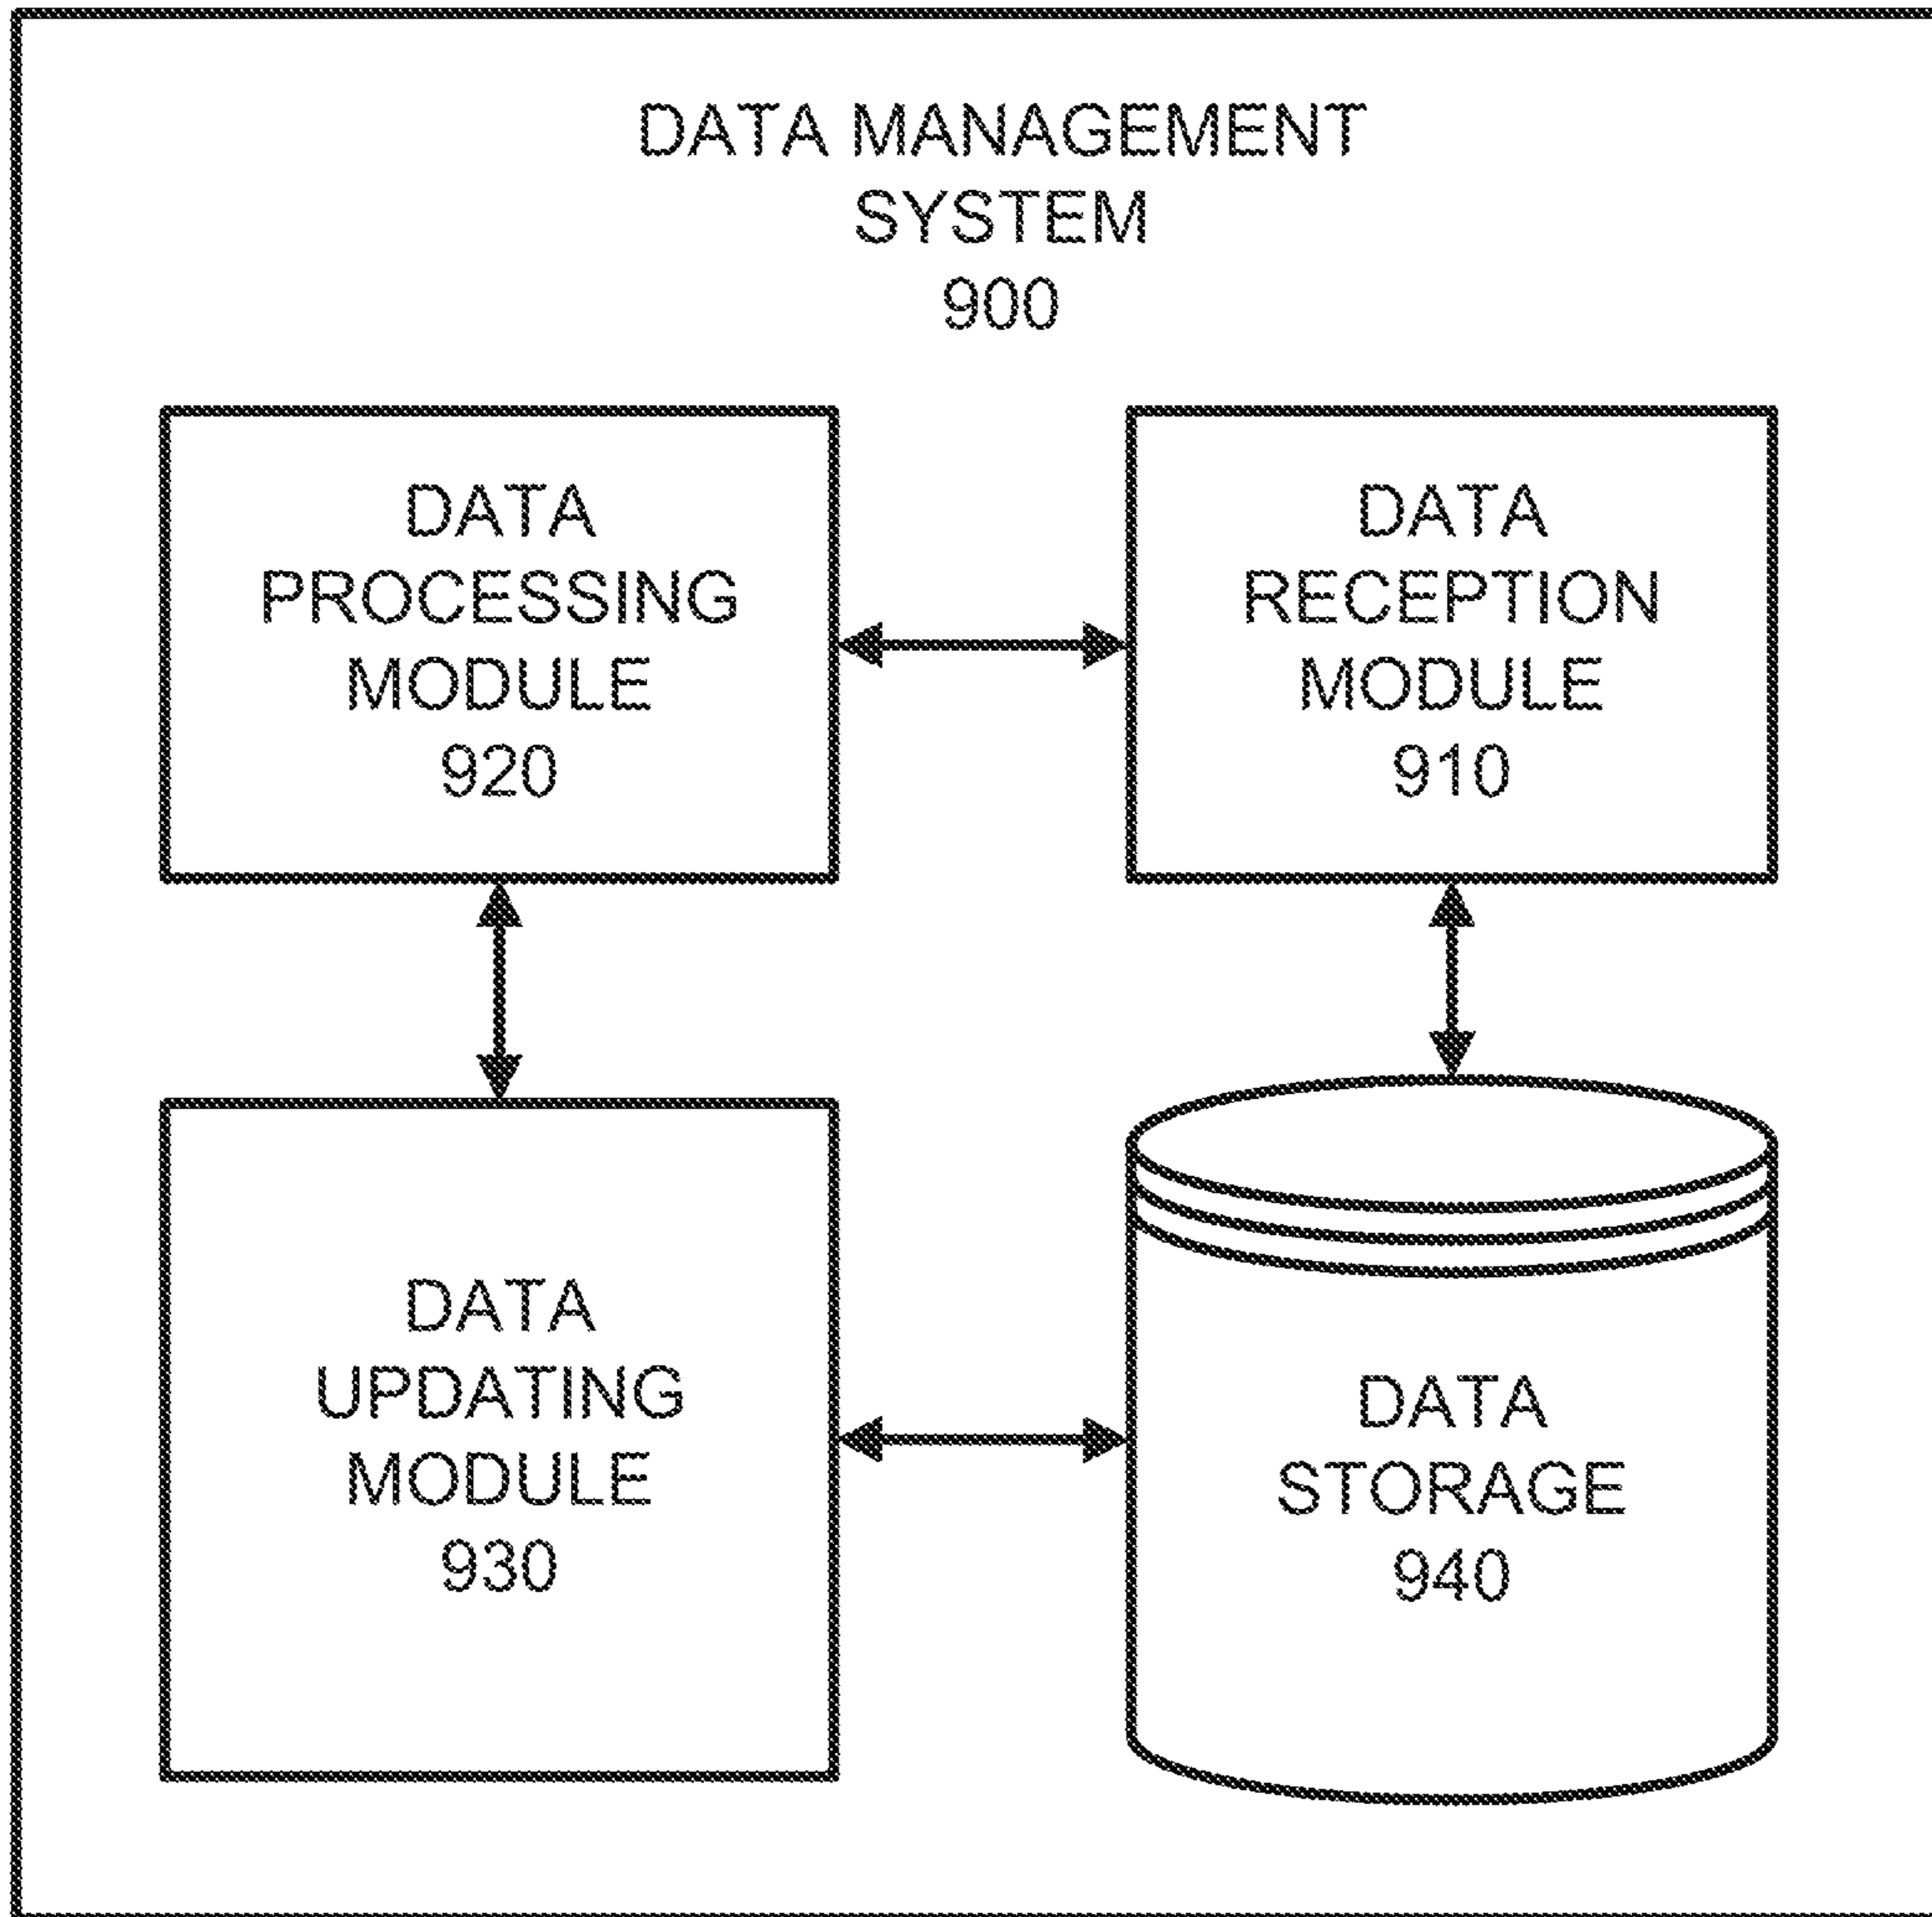 DATA MANAGEMENT
SYSTEM
900
DATA
PROCESSING
MODULE
920
DATA
RECEPTION
MODULE
910
DATA
UPDATING
MODULE
930
DATA
STORAGE
940